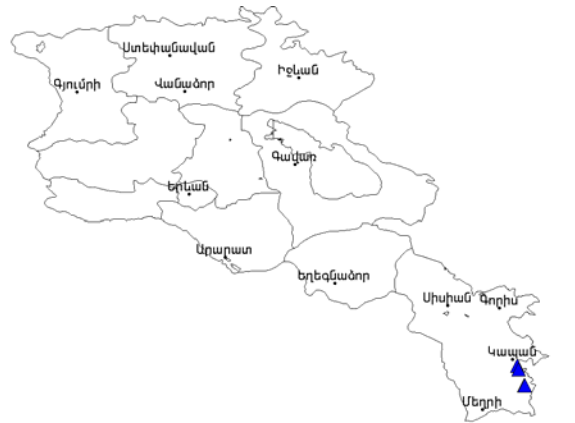 Ստեփանավան
Իջևան
Գյումրի
Վանաձոր
Գավառ
Երևան
Արարատ
Եղեգնաձոր
Սիսիան
Գորիս
Կապան
Մեղրի